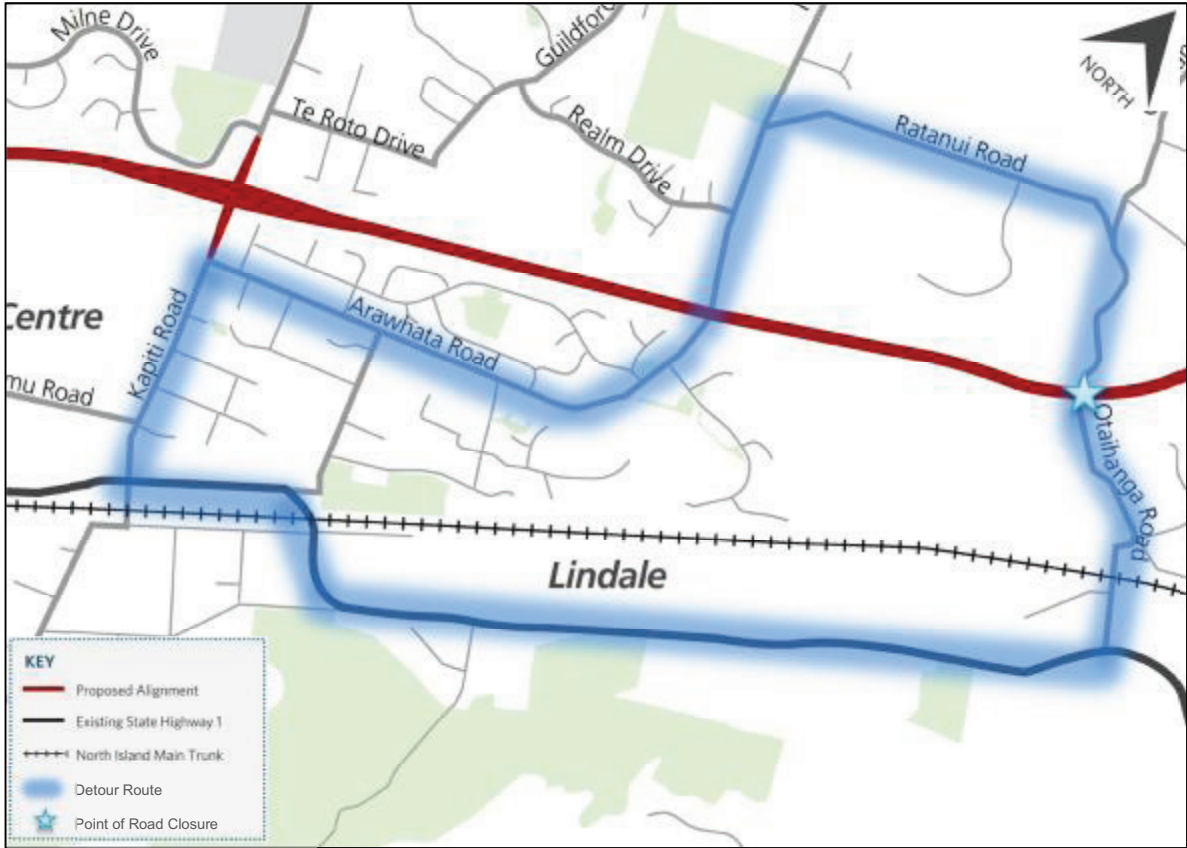 Milne Drive
Guildford
NORTH
Te Roto Drive
Realm Drive
Ratanui Road
Centre
Kapiti Road
Arawhata Road
mu Road
Otaihanga Road
Lindale
KEY
Proposed Alignment
Existing State Highway 1
North Island Main Trunk
Detour Route
Point of Road Closure